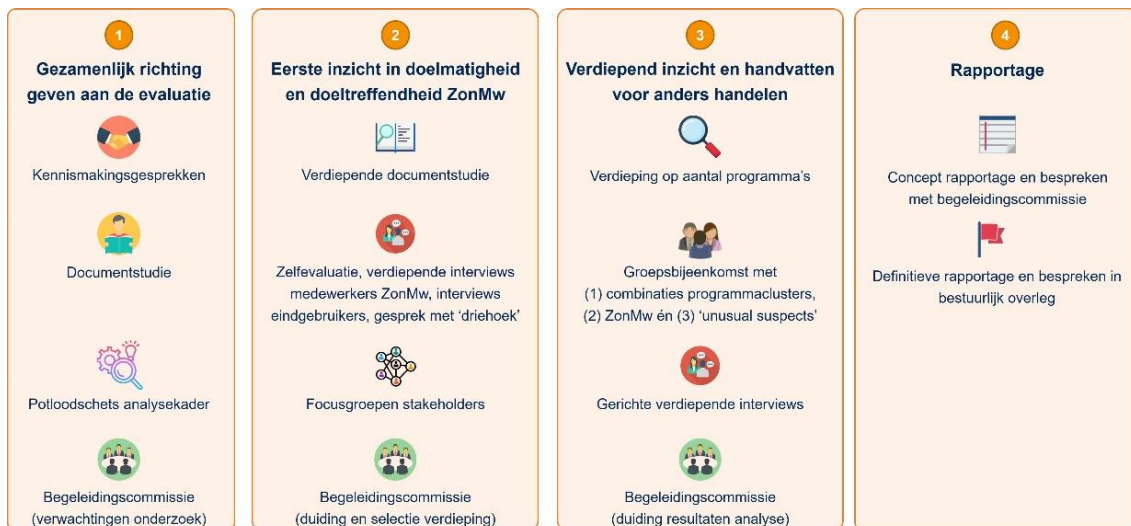 1
Gezamenlijk richting
geven aan de evaluatie
Kennismakingsgesprekken
Documentstudie
Potloodschets analysekader
Begeleidingscommissie
(verwachtingen onderzoek)
2
Eerste inzicht in doelmatigheid
en doeltreffendheid ZonMw
Verdiepende documentstudie
Zelfevaluatie, verdiepende interviews
medewerkers ZonMw, interviews
eindgebruikers, gesprek met ‘driehoek’
Focusgroepen stakeholders
Begeleidingscommissie
(duiding en selectie verdieping)
3
Verdiepend inzicht en handvatten
voor anders handelen
Verdieping op aantal programma’s
Groepsbijeenkomst met
(1) combinaties programmaclusters,
(2) ZonMw én (3) ‘unusual suspects’
Gerichte verdiepende interviews
Begeleidingscommissie
(duiding resultaten analyse)
4
Rapportage
Concept rapportage en bespreken
met begeleidingscommissie
Definitieve rapportage en bespreken in
bestuurlijk overleg